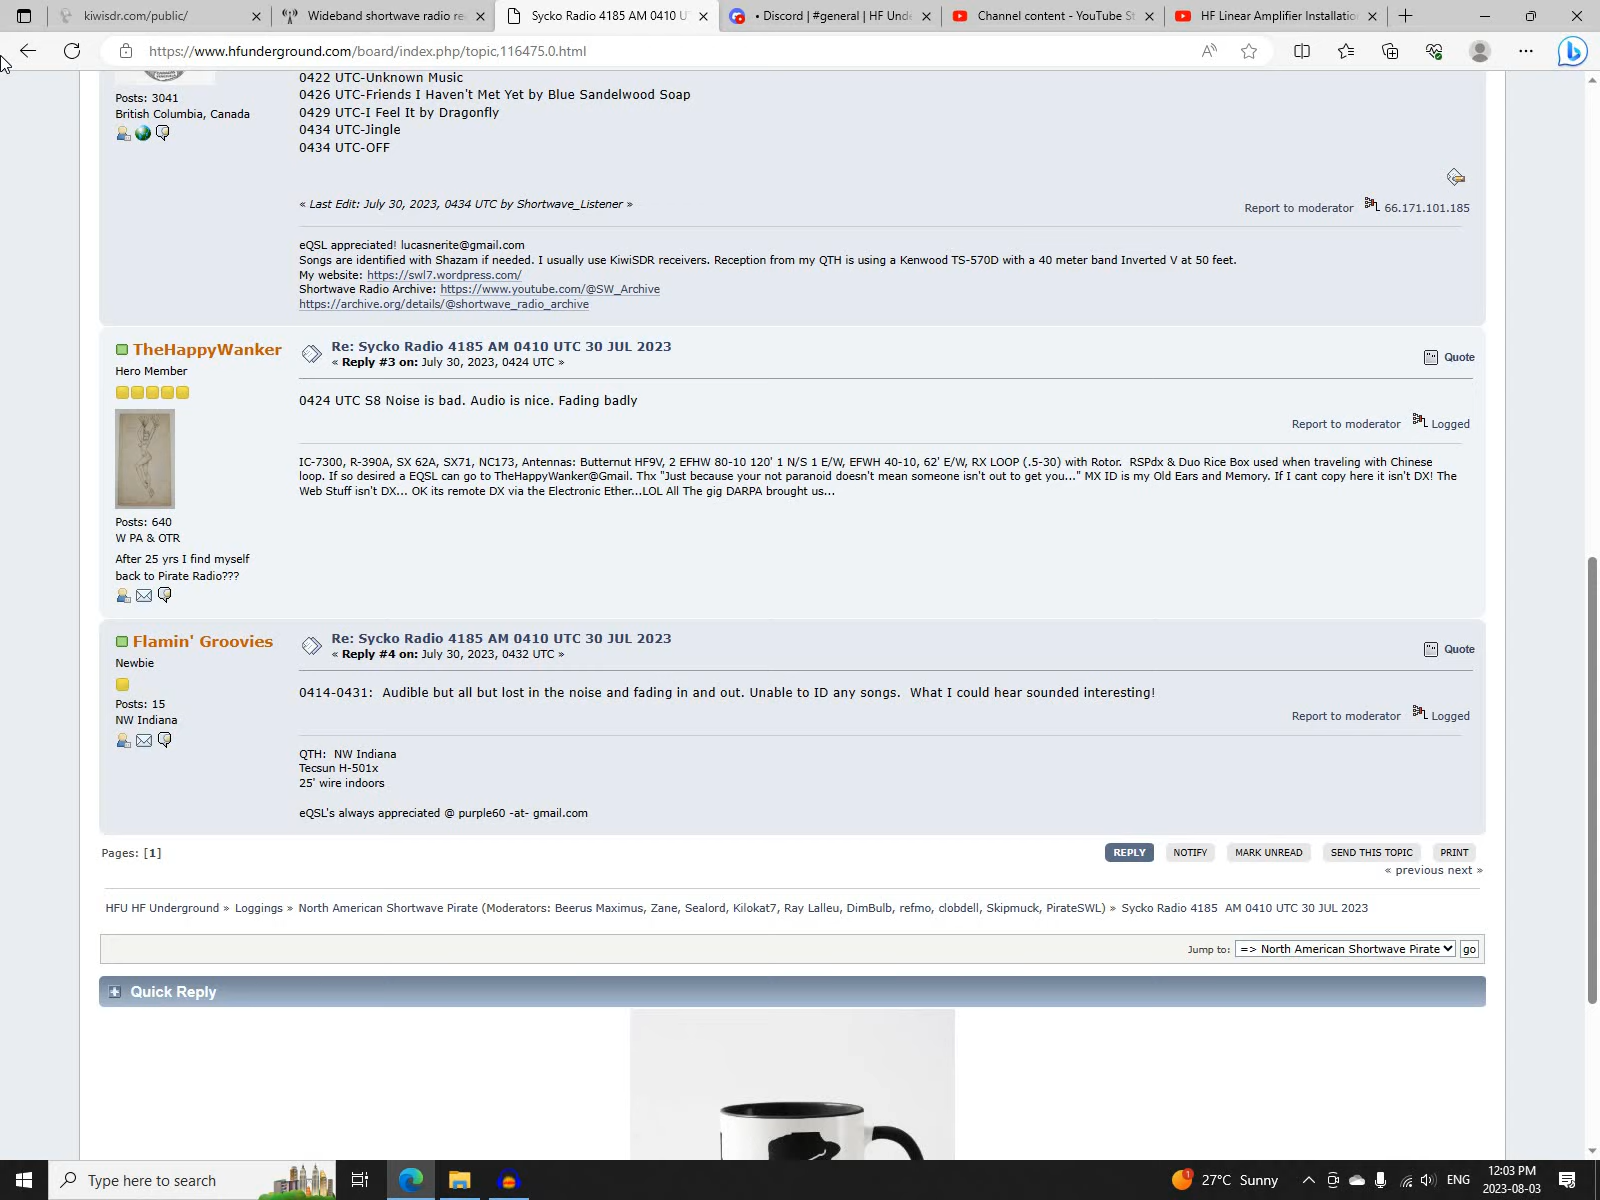 kiwisdr.com/public/
Wideband shortwave radio re
Sycko Radio 4185 AM 0410 U
• Discord | #general | HF Und
Channel content - YouTube St
HF Linear Amplifier Installatio
https://www.hfunderground.com/board/index.php/topic,116475.0.html
0422 UTC-Unknown Music
Posts: 3041
0426 UTC-Friends I Haven't Met Yet by Blue Sandelwood Soap
British Columbia, Canada
0429 UTC-I Feel It by Dragonfly
0434 UTC-Jingle
0434 UTC-OFF
« Last Edit: July 30, 2023, 0434 UTC by Shortwave_Listener »
Report to moderator 66.171.101.185
eQSL appreciated! lucasnerite@gmail.com
Songs are identified with Shazam if needed. I usually use KiwiSDR receivers. Reception from my QTH is using a Kenwood TS-570D with a 40 meter band Inverted V at 50 feet.
My website: https://swl7.wordpress.com/
Shortwave Radio Archive: https://www.youtube.com/@SW_Archive
https://archive.org/details/@shortwave_radio_archive
TheHappyWanker
Hero Member
Re: Sycko Radio 4185 AM 0410 UTC 30 JUL 2023
« Reply #3 on: July 30, 2023, 0424 UTC »
Quote
0424 UTC S8 Noise is bad. Audio is nice. Fading badly
Report to moderator Logged
IC-7300, R-390A, SX 62A, SX71, NC173, Antennas: Butternut HF9V, 2 EFHW 80-10 120' 1 N/S 1 E/W, EFWH 40-10, 62' E/W, RX LOOP (.5-30) with Rotor. RSPdx & Duo Rice Box used when traveling with Chinese
loop. If so desired a EQSL can go to TheHappyWanker@Gmail. Thx "Just because your not paranoid doesn't mean someone isn't out to get you..." MX ID is my Old Ears and Memory. If I cant copy here it isn't DX! The
Web Stuff isn't DX... OK its remote DX via the Electronic Ether...LOL All The gig DARPA brought us...
Posts: 640
W PA & OTR
After 25 yrs I find myself
back to Pirate Radio???
Flamin' Groovies
Newbie
Posts: 15
NW Indiana
Re: Sycko Radio 4185 AM 0410 UTC 30 JUL 2023
« Reply #4 on: July 30, 2023, 0432 UTC »
Quote
0414-0431: Audible but all but lost in the noise and fading in and out. Unable to ID any songs. What I could hear sounded interesting!
Report to moderator Logged
QTH: NW Indiana
Tecsun H-501x
25' wire indoors
eQSL's always appreciated @ purple60 -at- gmail.com
Pages: [1]
REPLY NOTIFY MARK UNREAD SEND THIS TOPIC PRINT
« previous next »
HFU HF Underground » Loggings » North American Shortwave Pirate (Moderators: Beerus Maximus, Zane, Sealord, Kilokat7, Ray Lalleu, DimBulb, refmo, clobdell, Skipmuck, PirateSWL) » Sycko Radio 4185 AM 0410 UTC 30 JUL 2023
Jump to: => North American Shortwave Pirate go
Quick Reply
Type here to search
1
27°C Sunny
ENG
12:03 PM
2023-08-03